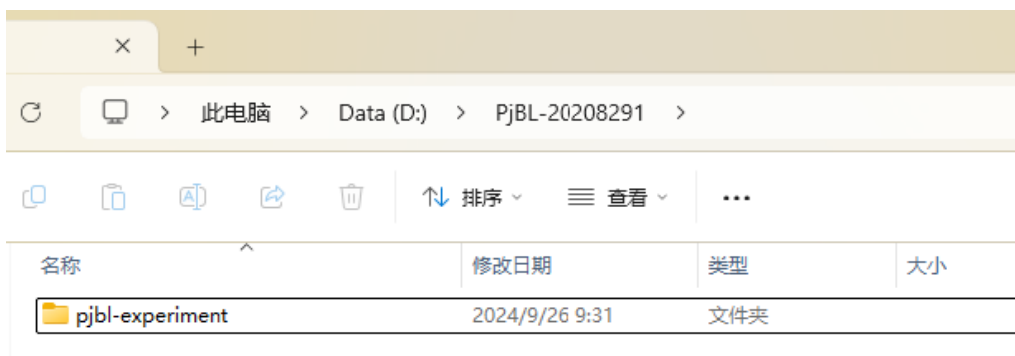 此电脑 > Data (D:) > PjBL-20208291 >
排序 查看 ...
名称 修改日期 类型 大小
pjbl-experiment 2024/9/26 9:31 文件夹